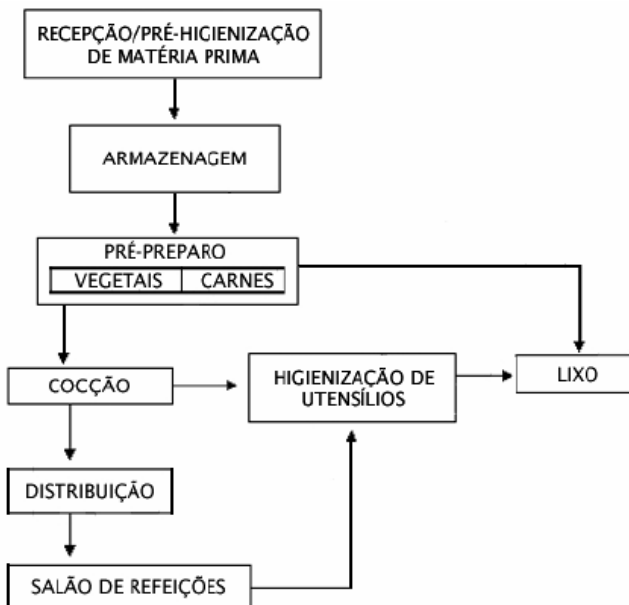 RECEPÇÃO/PRÉ-HIGIENIZAÇÃO
DE MATÉRIA PRIMA
ARMAZENAGEM
PRÉ-PREPARO
VEGETAIS CARNES
COCÇÃO
HIGIENIZAÇÃO DE
UTENSÍLIOS
LIXO
DISTRIBUIÇÃO
SALÃO DE REFEIÇÕES